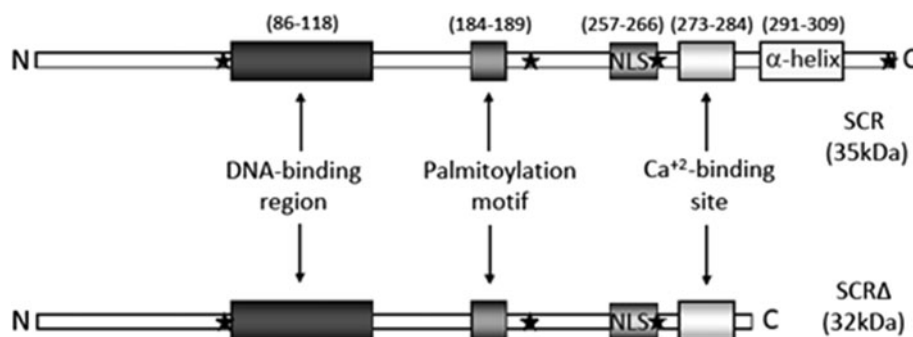 (86-118) (184-189) (257-266) (273-284) (291-309)
N NLS α-helix C
SCR
(35kDa)
DNA-binding
region
Palmitoylation
motif
Ca⁺²-binding
site
N NLS C
SCRΔ
(32kDa)